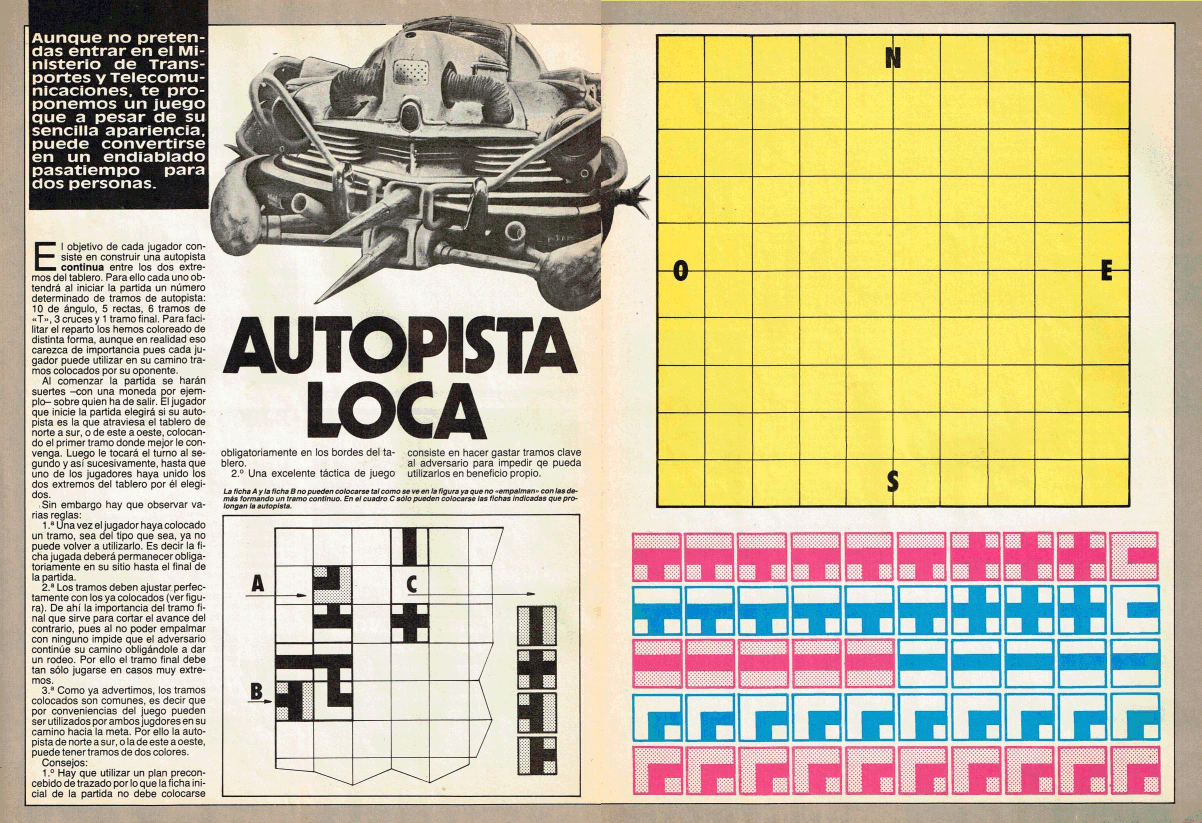 Aunque no preten-
das entrar en el Mi-
nisterio de Trans-
portes y Telecomu-
nicaciones, te pro-
ponemos un juego
que a pesar de su
sencilla apariencia,
puede convertirse
en un endiablado
pasatiempo para
dos personas.
El objetivo de cada jugador con-
siste en construir una autopista
continua entre los dos extre-
mos del tablero. Para ello cada uno ob-
tendrá al iniciar la partida un número
determinado de tramos de autopista:
10 de ángulo, 5 rectas, 6 tramos de
«T», 3 cruces y 1 tramo final. Para faci-
litar el reparto los hemos coloreado de
distinta forma, aunque en realidad eso
carezca de importancia pues cada ju-
gador puede utilizar en su camino tra-
mos colocados por su oponente.
Al comenzar la partida se harán
suertes –con una moneda por ejem-
plo– sobre quien ha de salir. El jugador
que inicie la partida elegirá si su auto-
pista es la que atraviesa el tablero de
norte a sur, o de este a oeste, colocan-
do el primer tramo donde mejor le con-
venga. Luego le tocará el turno al se-
gundo y así sucesivamente, hasta que
uno de los jugadores haya unido los
dos extremos del tablero por él elegi-
dos.
Sin embargo hay que observar va-
rias reglas:
1.ª Una vez el jugador haya colocado
un tramo, sea del tipo que sea, ya no
puede volver a utilizarlo. Es decir la fi-
cha jugada deberá permanecer obliga-
toriamente en su sitio hasta el final de
la partida.
2.ª Los tramos deben ajustar perfec-
tamente con los ya colocados (ver figu-
ra). De ahí la importancia del tramo fi-
nal que sirve para cortar el avance del
contrario, pues al no poder empalmar
con ninguno impide que el adversario
continúe su camino obligándole a dar
un rodeo. Por ello el tramo final debe
tan sólo jugarse en casos muy extre-
mos.
3.ª Como ya advertimos, los tramos
colocados son comunes, es decir que
por conveniencias del juego pueden
ser utilizados por ambos jugdores en su
camino hacia la meta. Por ello la auto-
pista de norte a sur, o la de este a oeste,
puede tener tramos de dos colores.
Consejos:
1.º Hay que utilizar un plan precon-
cebido de trazado por lo que la ficha ini-
cial de la partida no debe colocarse
AUTOPISTA
LOCA
obligatoriamente en los bordes del ta-
blero.
2.º Una excelente táctica de juego
consiste en hacer gastar tramos clave
al adversario para impedir qe pueda
utilizarlos en beneficio propio.
La ficha A y la ficha B no pueden colocarse tal como se ve en la figura ya que no «empalman» con las de-
más formando un tramo continuo. En el cuadro C sólo pueden colocarse las fichas indicadas que pro-
longan la autopista.
A
C
B
N
O
E
S